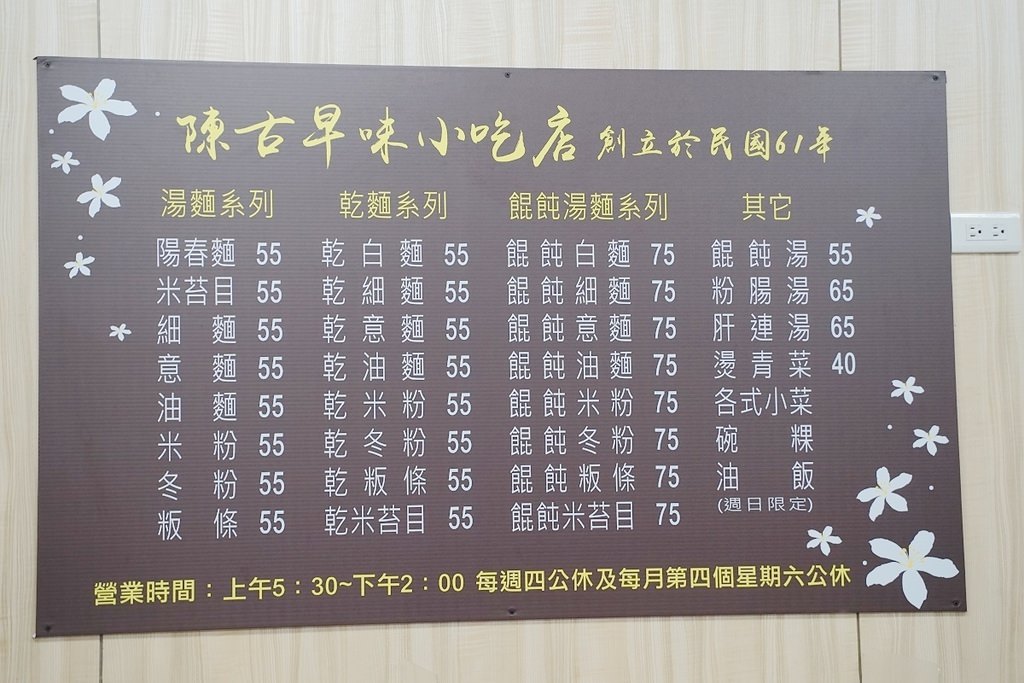 陳古早味小吃店 創立於民國61年
湯麵系列
陽春麵 55
米苔目 55
細麵 55
意麵 55
油麵 55
米粉 55
冬粉 55
粄條 55
乾麵系列
乾白麵 55
乾細麵 55
乾意麵 55
乾油麵 55
乾米粉 55
乾冬粉 55
乾粄條 55
乾米苔目 55
餛飩湯麵系列
餛飩白麵 75
餛飩細麵 75
餛飩意麵 75
餛飩油麵 75
餛飩米粉 75
餛飩冬粉 75
餛飩粄條 75
餛飩米苔目 75
其它
餛飩湯 55
粉腸湯 65
肝連湯 65
燙青菜 40
各式小菜
碗粿
油飯
(週日限定)
營業時間：上午5：30~下午2：00 每週四公休及每月第四個星期六公休